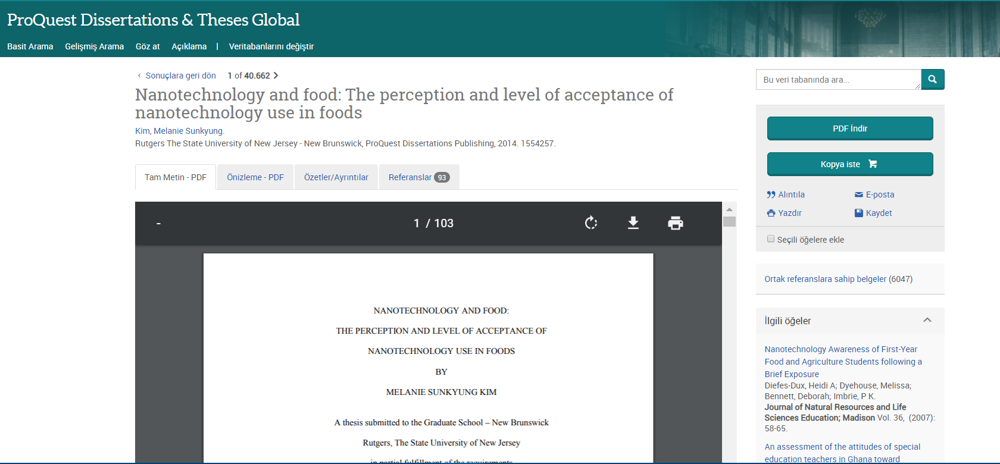 ProQuest Dissertations & Theses Global
Basit Arama Gelişmiş Arama Göz at Açıklama | Veritabanlarını değiştir
‹ Sonuçlara geri dön 1 of 40.662
Nanotechnology and food: The perception and level of acceptance of
nanotechnology use in foods
Kim, Melanie Sunkyung.
Rutgers The State University of New Jersey - New Brunswick, ProQuest Dissertations Publishing, 2014. 1554257.
Tam Metin - PDF Önizleme - PDF Özetler/Ayrıntılar Referanslar 93
- 1 / 103
NANOTECHNOLOGY AND FOOD:
THE PERCEPTION AND LEVEL OF ACCEPTANCE OF
NANOTECHNOLOGY USE IN FOODS
BY
MELANIE SUNKYUNG KIM
A thesis submitted to the Graduate School – New Brunswick
Rutgers, The State University of New Jersey
in partial fulfillment of the requirements
Bu veri tabanında ara...
PDF İndir
Kopya iste
Alıntıla E-posta
Yazdır Kaydet
Seçili öğelere ekle
Ortak referanslara sahip belgeler (6047)
İlgili öğeler
Nanotechnology Awareness of First-Year
Food and Agriculture Students following a
Brief Exposure
Diefes-Dux, Heidi A; Dyehouse, Melissa;
Bennett, Deborah; Imbrie, P K.
Journal of Natural Resources and Life
Sciences Education; Madison Vol. 36, (2007):
58-65.
An assessment of the attitudes of special
education teachers in Ghana toward